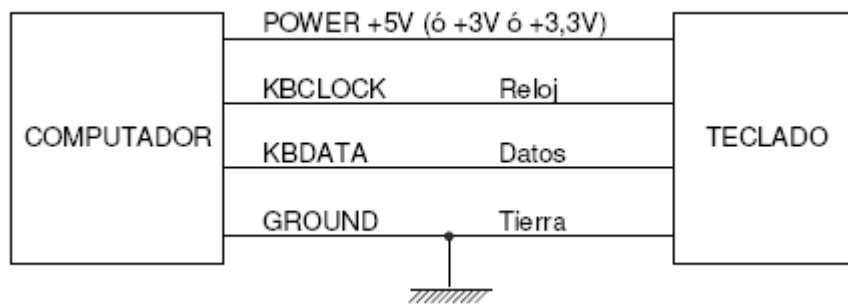 POWER +5V (ó +3V ó +3,3V)
KBCLOCK Reloj
COMPUTADOR
TECLADO
KBDATA Datos
GROUND Tierra